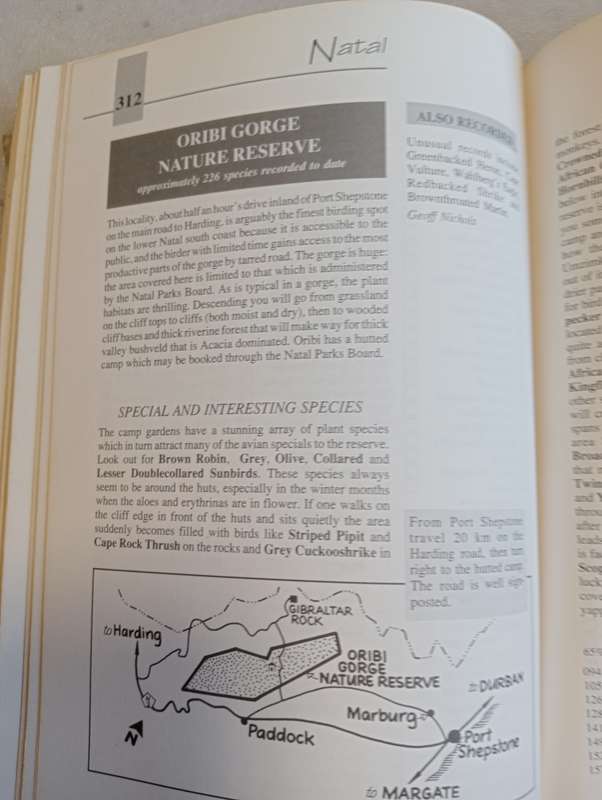 Natal
312
ORIBI GORGE
NATURE RESERVE
approximately 226 species recorded to date
This locality, about half an hour's drive inland of Port Shepstone
on the main road to Harding, is arguably the finest birding spot
on the lower Natal south coast because it is accessible to the
public, and the birder with limited time gains access to the most
productive parts of the gorge by tarred road. The gorge is huge:
the area covered here is limited to that which is administered
by the Natal Parks Board. As is typical in a gorge, the plant
habitats are thrilling. Descending you will go from grassland
on the cliff tops to cliffs (both moist and dry), then to wooded
cliff bases and thick riverine forest that will make way for thick
valley bushveld that is Acacia dominated. Oribi has a hutted
camp which may be booked through the Natal Parks Board.
SPECIAL AND INTERESTING SPECIES
The camp gardens have a stunning array of plant species
which in turn attract many of the avian specials to the reserve.
Look out for Brown Robin, Grey, Olive, Collared and
Lesser Doublecollared Sunbirds. These species always
seem to be around the huts, especially in the winter months
when the aloes and erythrinas are in flower. If one walks on
the cliff edge in front of the huts and sits quietly the area
suddenly becomes filled with birds like Striped Pipit and
Cape Rock Thrush on the rocks and Grey Cuckooshrike in
ALSO RECORDED
Unusual records
Greenbacked Heron, Cape
Vulture, Wahlberg's Eagle,
Redbacked Shrike
Brownthroated Martin.
Geoff Nichols
From Port Shepstone
travel 20 km on the
Harding road, then turn
right to the hutted camp.
The road is well sign
posted.
to Harding
GIBRALTAR
ROCK
ORIBI
GORGE
NATURE RESERVE
to DURBAN
Marburg
Port
Shepstone
Paddock
N
to MARGATE